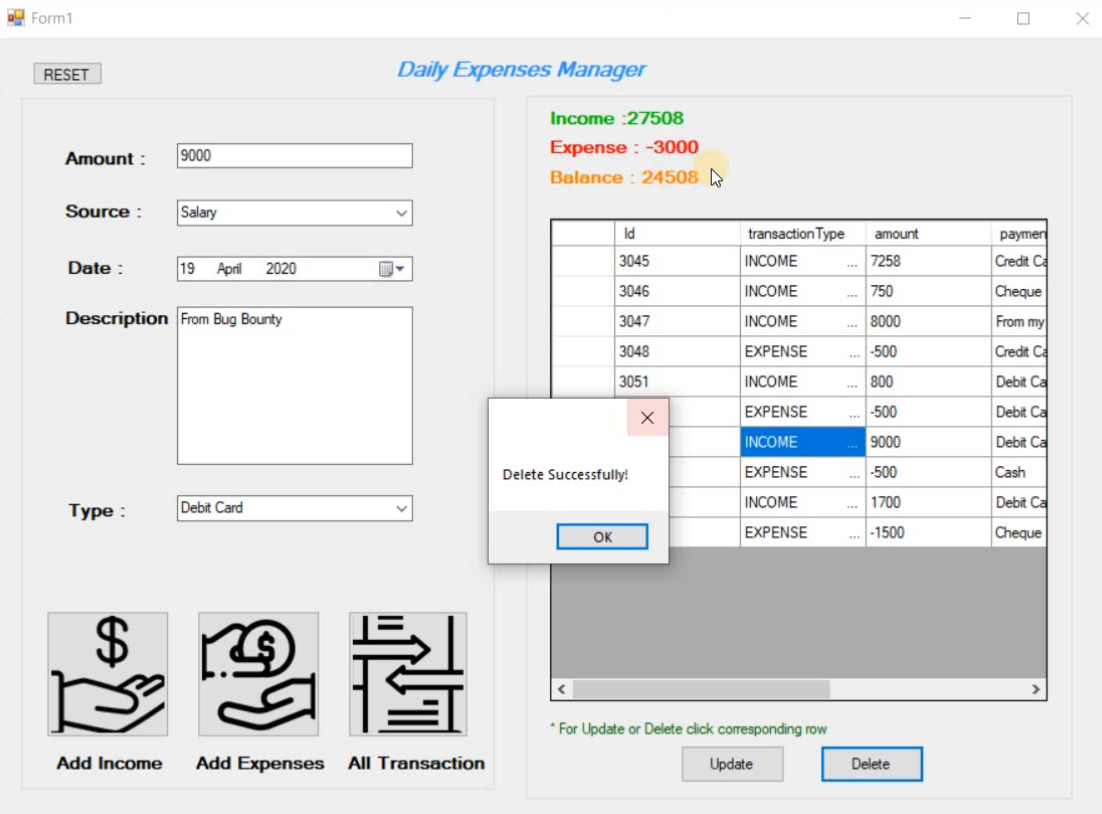 Form1
RESET
Daily Expenses Manager
Amount : 9000
Source : Salary
Date : 19 April 2020
Description From Bug Bounty
Type : Debit Card
Add Income Add Expenses All Transaction
Income :27508
Expense : -3000
Balance : 24508
Id transactionType amount paymen
3045 INCOME ... 7258 Credit Ca
3046 INCOME ... 750 Cheque
3047 INCOME ... 8000 From my
3048 EXPENSE ... -500 Credit Ca
3051 INCOME ... 800 Debit Ca
EXPENSE ... -500 Debit Ca
INCOME ... 9000 Debit Ca
EXPENSE ... -500 Cash
INCOME ... 1700 Debit Ca
EXPENSE ... -1500 Cheque
Delete Successfully!
OK
* For Update or Delete click corresponding row
Update Delete